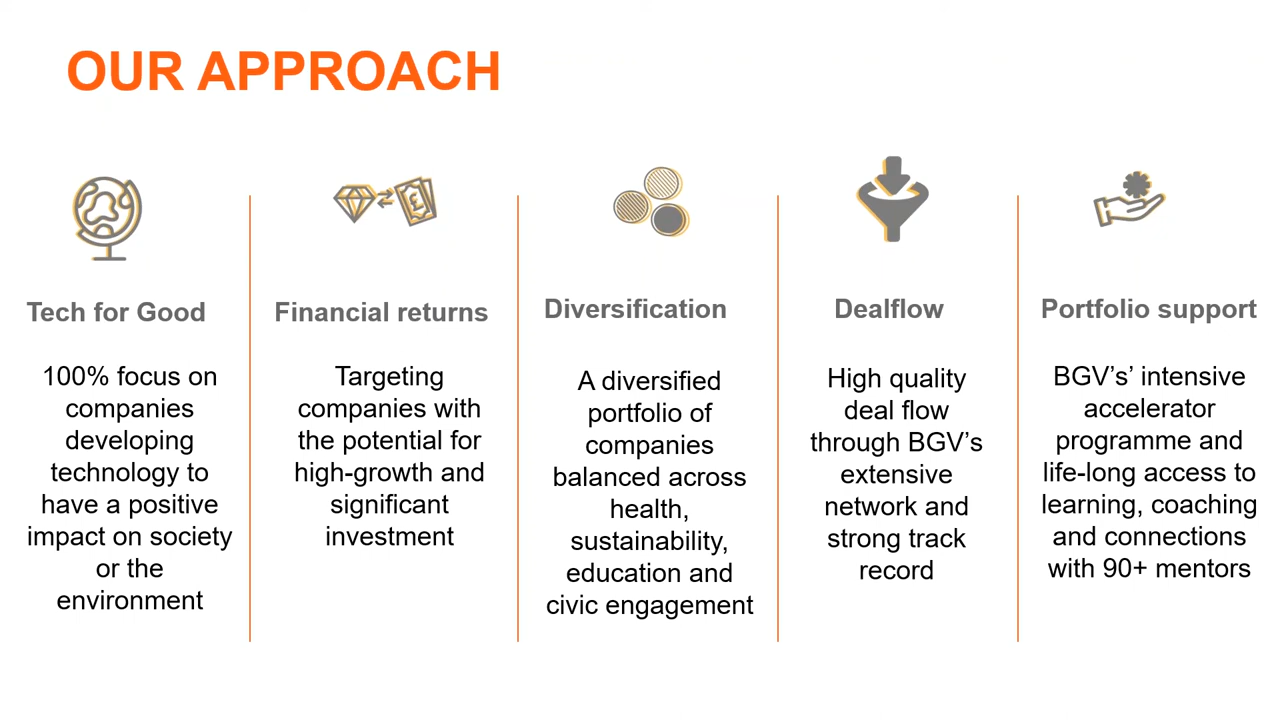 OUR APPROACH
£
Tech for Good
100% focus on
companies
developing
technology to
have a positive
impact on society
or the
environment
Financial returns
Targeting
companies with
the potential for
high-growth and
significant
investment
Diversification
A diversified
portfolio of
companies
balanced across
health,
sustainability,
education and
civic engagement
Dealflow
High quality
deal flow
through BGV’s
extensive
network and
strong track
record
Portfolio support
BGV’s’ intensive
accelerator
programme and
life-long access to
learning, coaching
and connections
with 90+ mentors